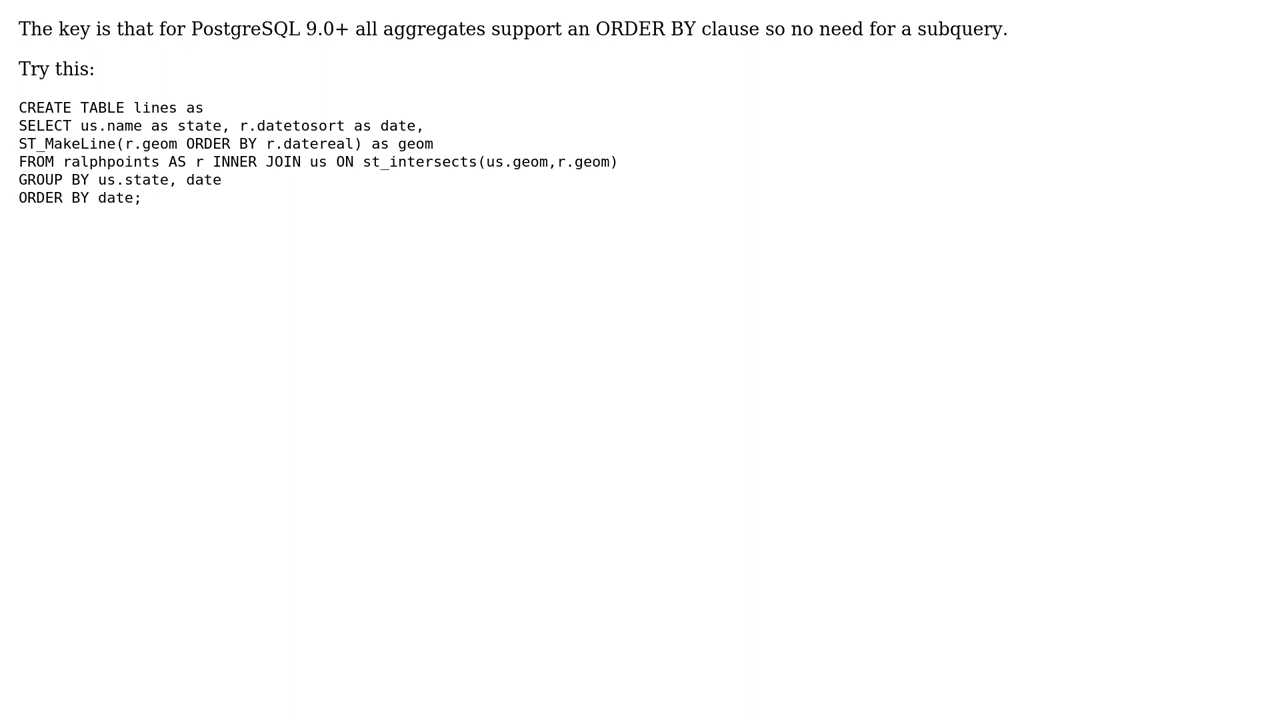 The key is that for PostgreSQL 9.0+ all aggregates support an ORDER BY clause so no need for a subquery.
Try this:
CREATE TABLE lines as
SELECT us.name as state, r.datetosort as date,
ST_MakeLine(r.geom ORDER BY r.datereal) as geom
FROM ralphpoints AS r INNER JOIN us ON st_intersects(us.geom,r.geom)
GROUP BY us.state, date
ORDER BY date;